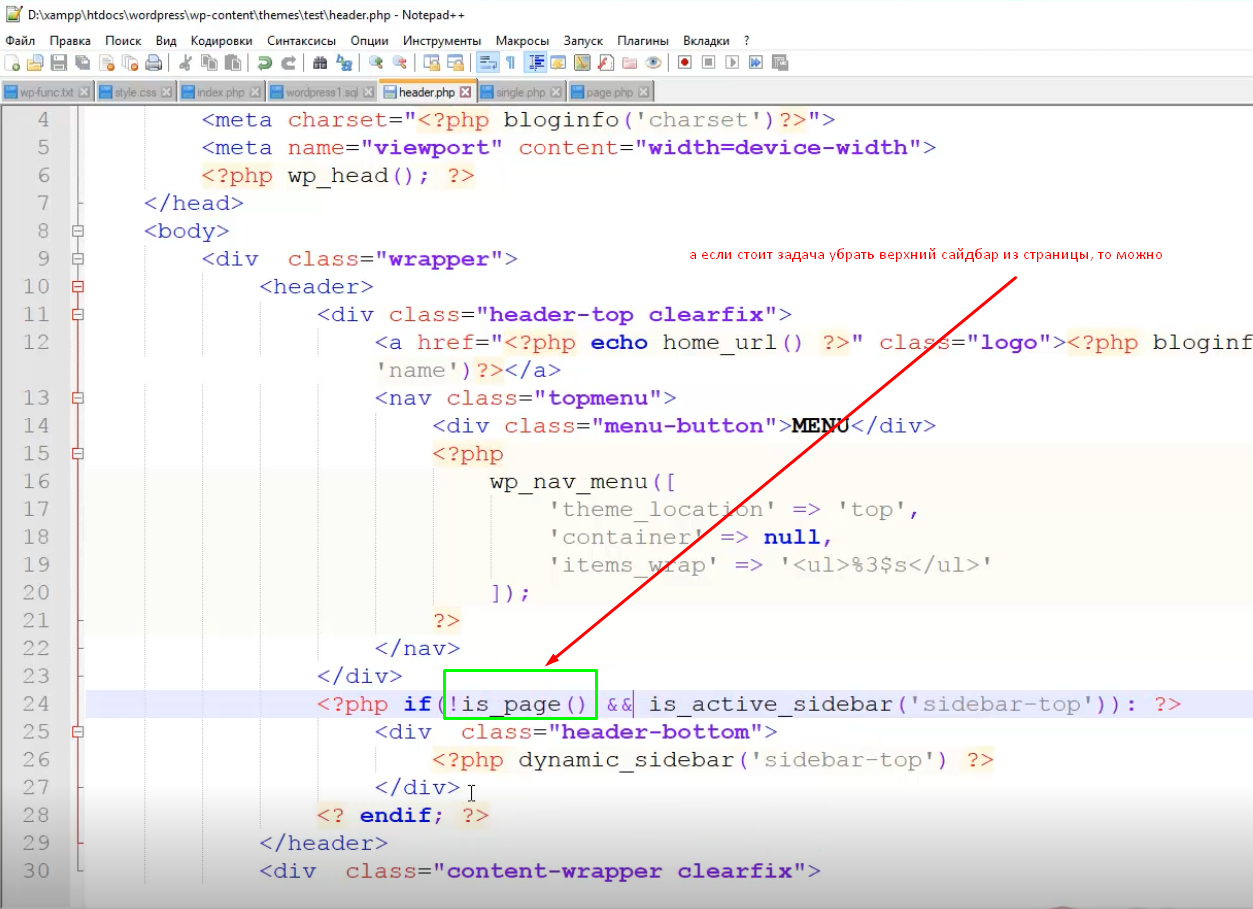 D:\xampp\htdocs\wordpress\wp-content\themes\test\header.php - Notepad++
Файл Правка Поиск Вид Кодировки Синтаксисы Опции Инструменты Макросы Запуск Плагины Вкладки ?
wp-func.txt style.css index.php wordpress1.sql header.php single.php page.php
4 <meta charset="<?php bloginfo('charset')?>">
5 <meta name="viewport" content="width=device-width">
6 <?php wp_head(); ?>
7 </head>
8 <body>
9 <div class="wrapper">
а если стоит задача убрать верхний сайдбар из страницы, то можно
10 <header>
11 <div class="header-top clearfix">
12 <a href="<?php echo home_url() ?>" class="logo"><?php bloginf
'name')?></a>
13 <nav class="topmenu">
14 <div class="menu-button">MENU</div>
15 <?php
16 wp_nav_menu([
17 'theme_location' => 'top',
18 'container' => null,
19 'items_wrap' => '<ul>%3$s</ul>'
20 ]);
21 ?>
22 </nav>
23 </div>
24 <?php if(!is_page() && is_active_sidebar('sidebar-top')): ?>
25 <div class="header-bottom">
26 <?php dynamic_sidebar('sidebar-top') ?>
27 </div>
28 <? endif; ?>
29 </header>
30 <div class="content-wrapper clearfix">